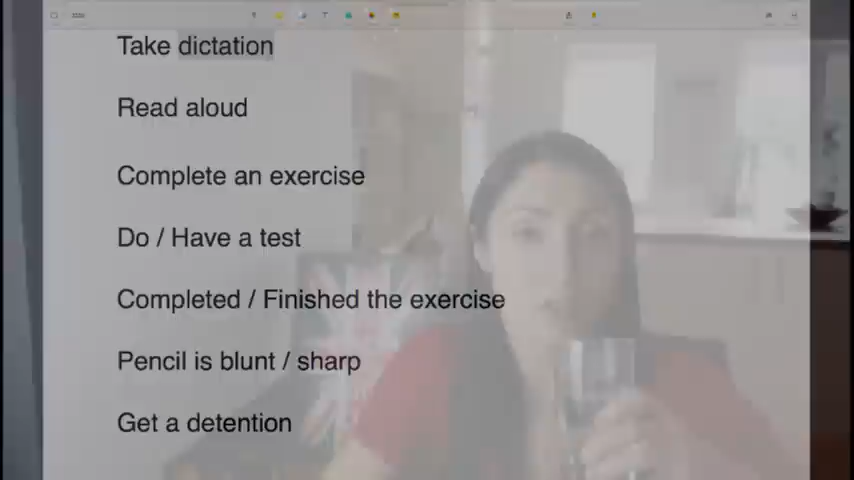 Take dictation
Read aloud
Complete an exercise
Do / Have a test
Completed / Finished the exercise
Pencil is blunt / sharp
Get a detention